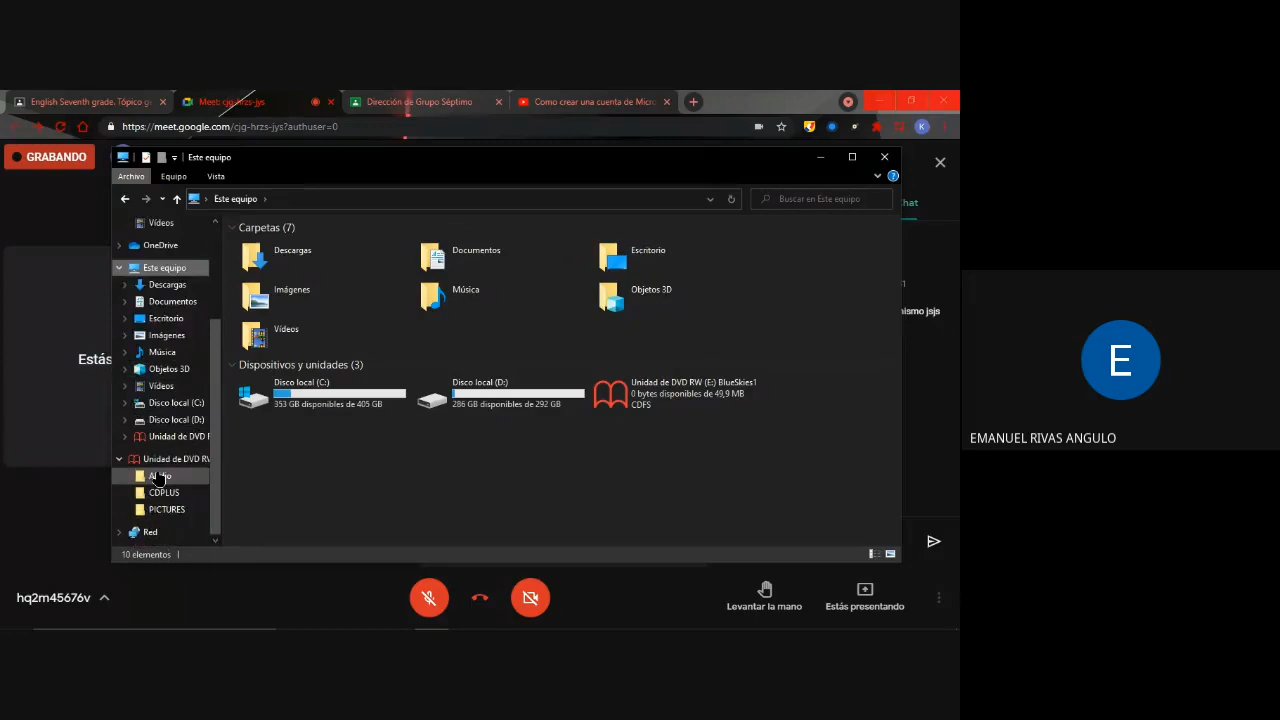 English Seventh grade. Tópico g
Meet: cjg-hrzs-jys
Dirección de Grupo Séptimo
Como crear una cuenta de Micro
https://meet.google.com/cjg-hrzs-jys?authuser=0
K
GRABANDO
Este equipo
Archivo
Equipo
Vista
Este equipo
Buscar en Este equipo
hat
Vídeos
OneDrive
Este equipo
Descargas
Documentos
Escritorio
Imágenes
Música
Objetos 3D
Vídeos
Disco local (C:)
Disco local (D:)
Unidad de DVD R
Unidad de DVD RW
Audio
CDPLUS
PICTURES
Red
Carpetas (7)
Descargas
Documentos
Escritorio
Imágenes
Música
Objetos 3D
Vídeos
Dispositivos y unidades (3)
Disco local (C:)
353 GB disponibles de 405 GB
Disco local (D:)
286 GB disponibles de 292 GB
Unidad de DVD RW (E:) BlueSkies1
0 bytes disponibles de 49,9 MB
CDFS
10 elementos
Estás
ismo jsjs
hq2m45676v
Levantar la mano
Estás presentando
E
EMANUEL RIVAS ANGULO